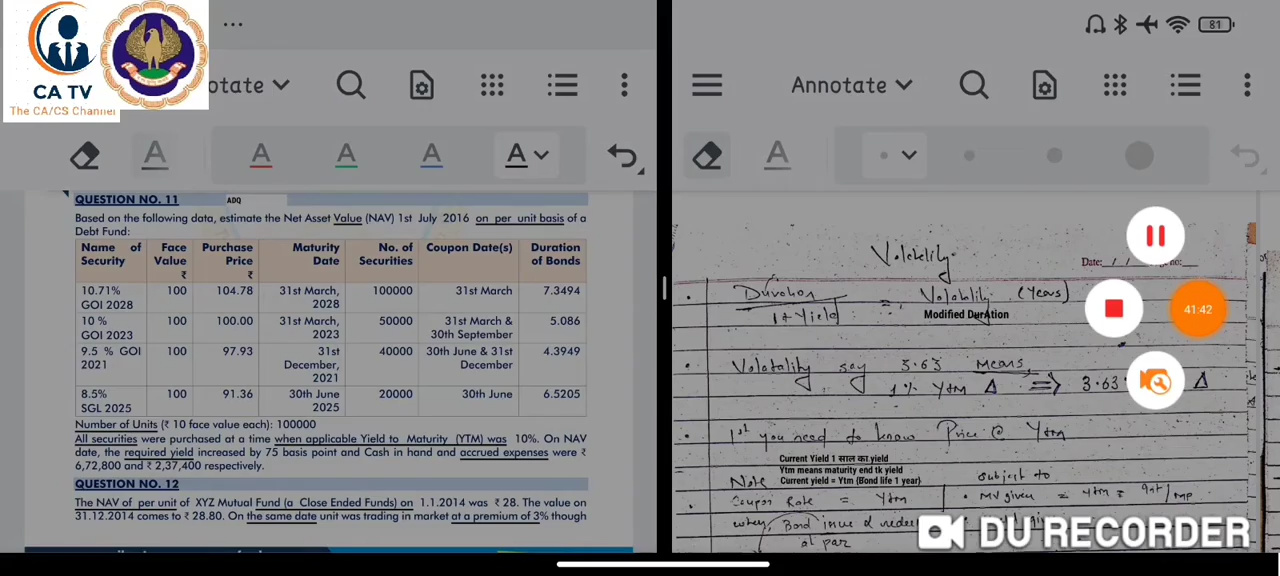 CA TV
The CA/CS Channel
otate
A
A
A
A
A
QUESTION NO. 11 ADQ
Based on the following data, estimate the Net Asset Value (NAV) 1st July 2016 on per unit basis of a
Debt Fund:
Name of Security Face Value ₹ Purchase Price ₹ Maturity Date No. of Securities Coupon Date(s) Duration of Bonds
10.71% GOI 2028 100 104.78 31st March, 2028 100000 31st March 7.3494
10 % GOI 2023 100 100.00 31st March, 2023 50000 31st March & 30th September 5.086
9.5 % GOI 2021 100 97.93 31st December, 2021 40000 30th June & 31st December 4.3949
8.5% SGL 2025 100 91.36 30th June 2025 20000 30th June 6.5205
Number of Units (₹ 10 face value each): 100000
All securities were purchased at a time when applicable Yield to Maturity (YTM) was 10%. On NAV
date, the required yield increased by 75 basis point and Cash in hand and accrued expenses were ₹
6,72,800 and ₹ 2,37,400 respectively.
QUESTION NO. 12
The NAV of per unit of XYZ Mutual Fund (a Close Ended Funds) on 1.1.2014 was ₹ 28. The value on
31.12.2014 comes to ₹ 28.80. On the same date unit was trading in market at a premium of 3% though
81
Annotate
A
Volatility
Date: / /
Duration / 1+ Yield = Volatility (Years)
Modified Duration
41:42
Volatality say 3.63 means,
1% Ytm Δ ⇒ 3.63 Δ
1st you need to know Price @ Ytm
Current Yield 1 साल का yield
Ytm means maturity end tk yield
Current yield = Ytm (Bond life 1 year)
Note subject to
Coupon Rate = Ytm MV given = ytm =
when, Bond issue &
at par
DU RECORDER